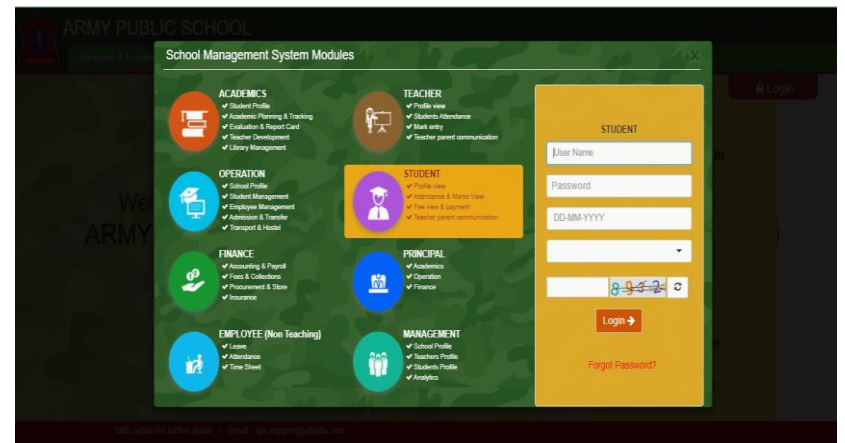 ARMY PUBLIC SCHOOL
School Management System Modules
Login
ACADEMICS
✔ Student Profile
✔ Academic Planning & Tracking
✔ Evaluation & Report Card
✔ Teacher Development
✔ Library Management
TEACHER
✔ Profile view
✔ Students Attendance
✔ Mark entry
✔ Teacher parent communication
OPERATION
✔ School Profile
✔ Student Management
✔ Employee Management
✔ Admission & Transfer
✔ Transport & Hostel
STUDENT
✔ Profile view
✔ Attendance & Marks View
✔ Fee view & payment
✔ Teacher parent communication
FINANCE
✔ Accounting & Payroll
✔ Fees & Collections
✔ Procurement & Store
✔ Insurance
PRINCIPAL
✔ Academics
✔ Operation
✔ Finance
EMPLOYEE (Non Teaching)
✔ Leave
✔ Attendance
✔ Time Sheet
MANAGEMENT
✔ School Profile
✔ Teachers Profile
✔ Students Profile
✔ Analytics
STUDENT
User Name
Password
DD-MM-YYYY
8932
Login
Forgot Password?
Wel
ARMY